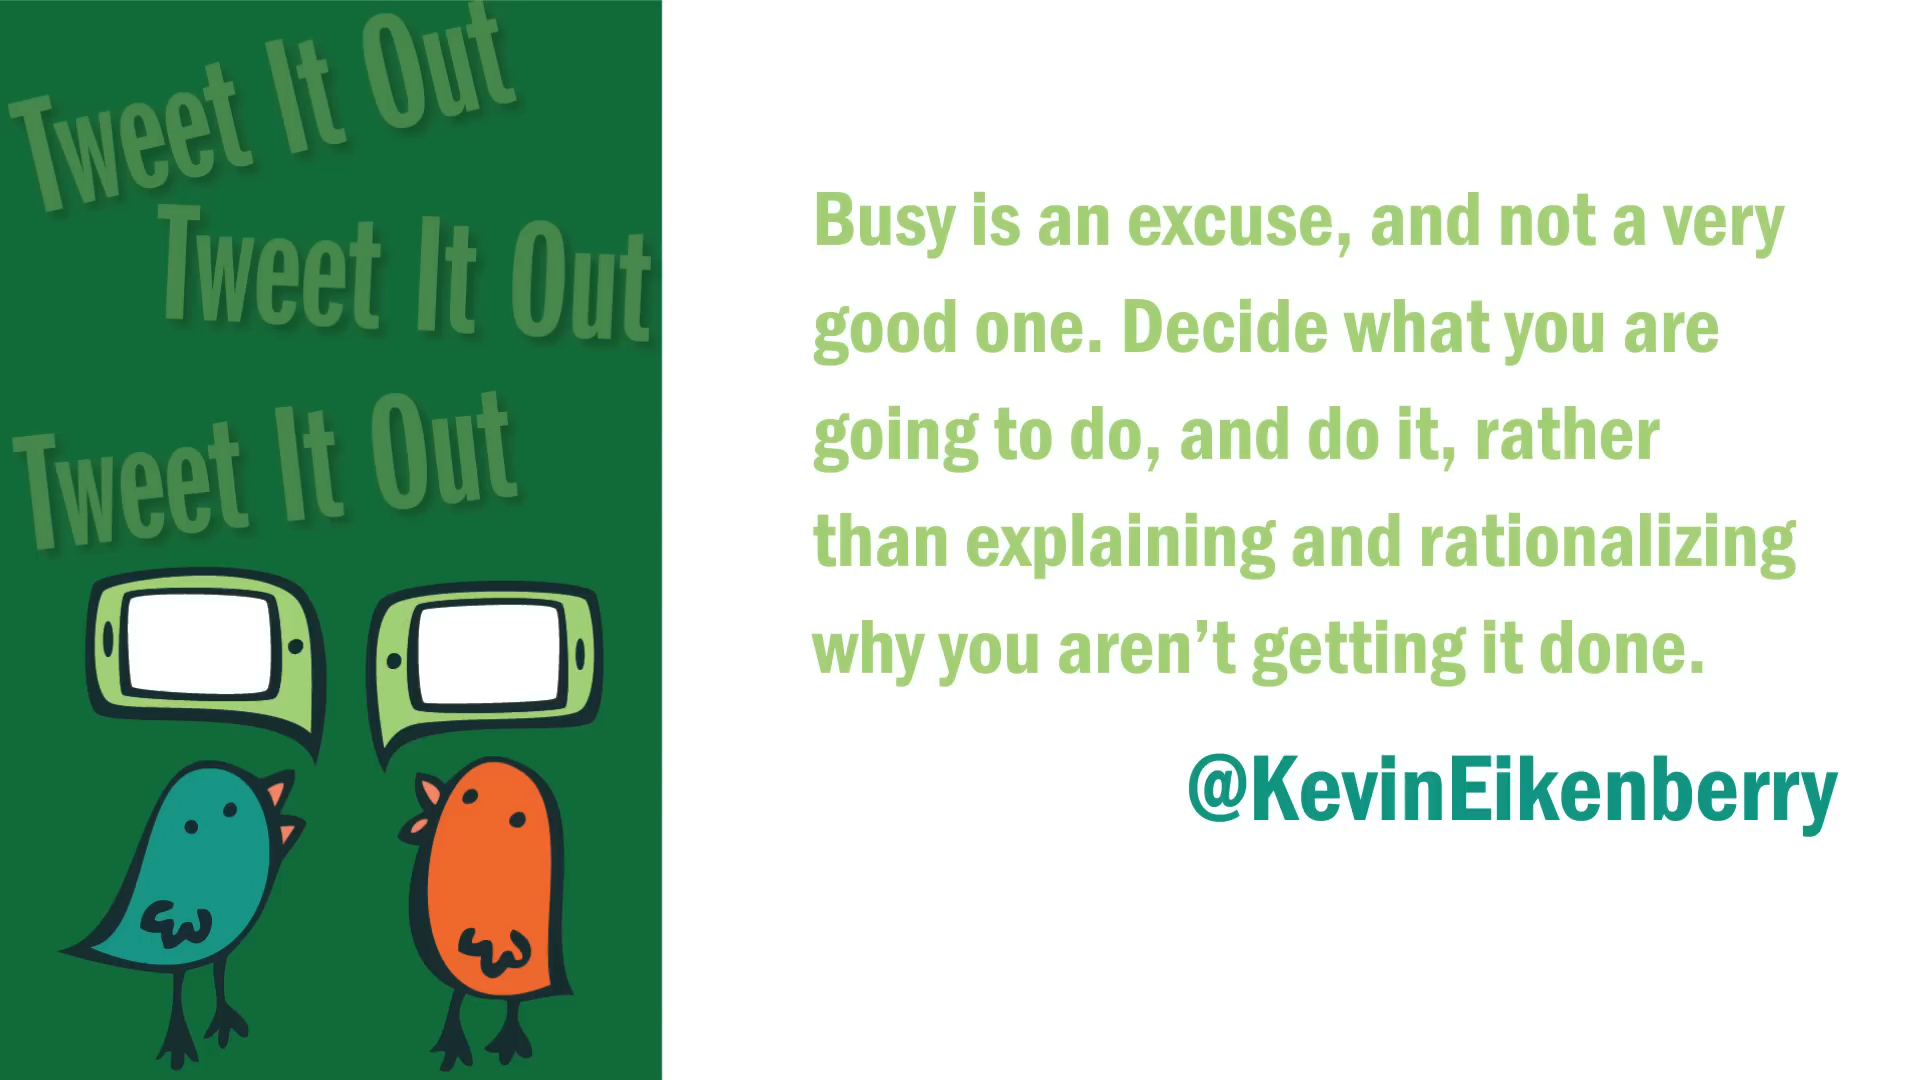 Tweet It Out
Tweet It Out
Tweet It Out
Busy is an excuse, and not a very
good one. Decide what you are
going to do, and do it, rather
than explaining and rationalizing
why you aren’t getting it done.
@KevinEikenberry